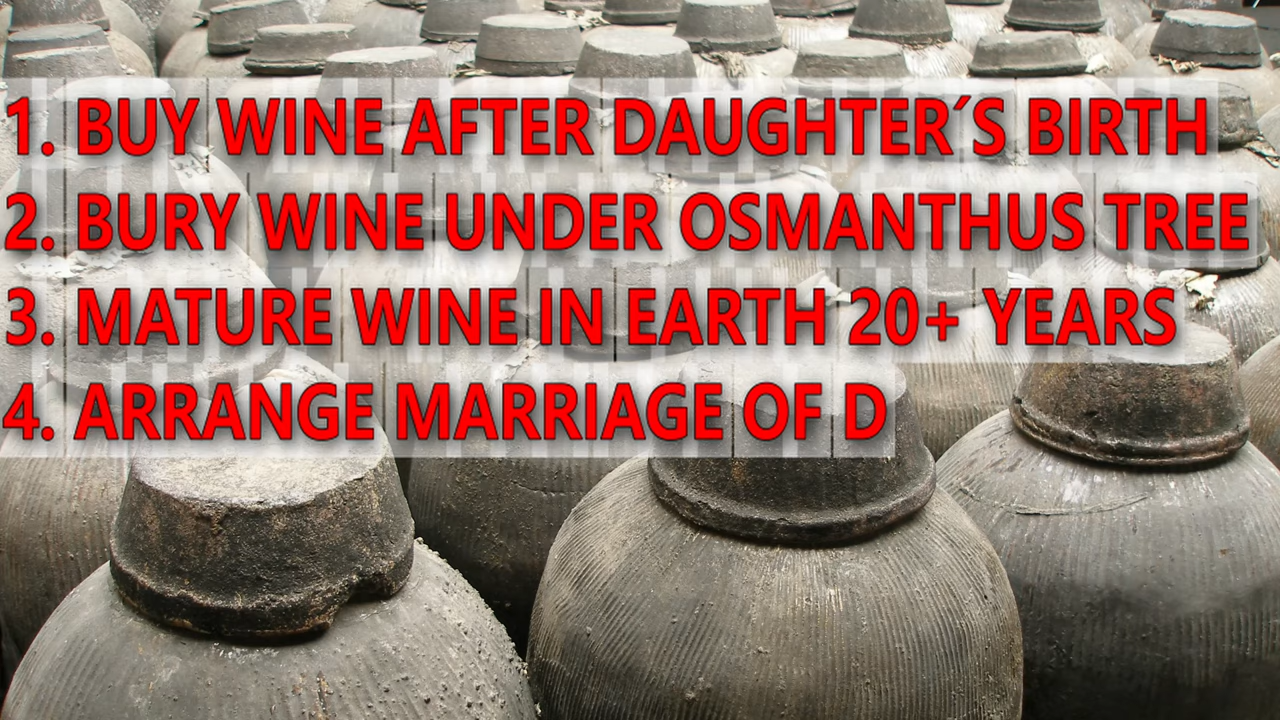 1. BUY WINE AFTER DAUGHTER´S BIRTH
2. BURY WINE UNDER OSMANTHUS TREE
3. MATURE WINE IN EARTH 20+ YEARS
4. ARRANGE MARRIAGE OF D